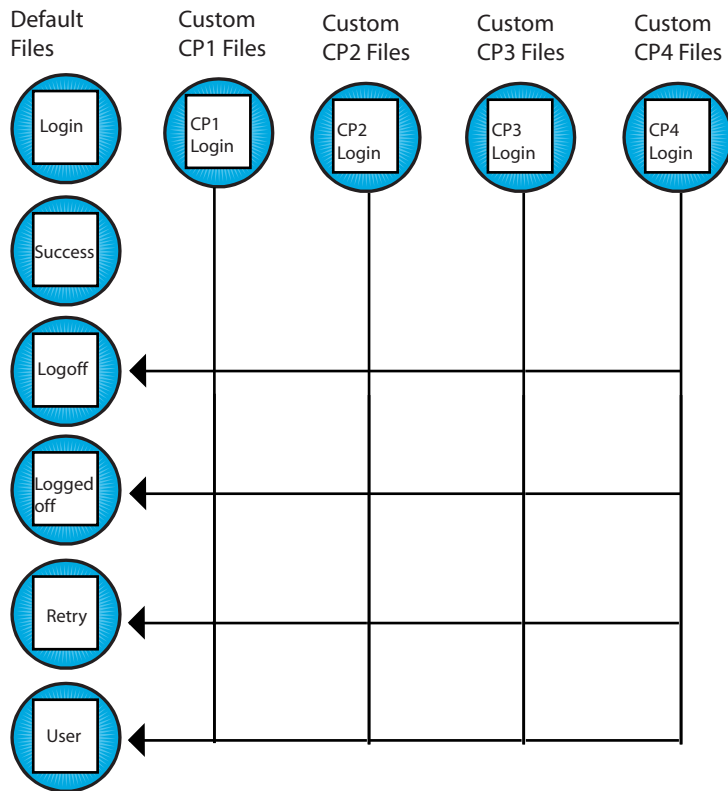 Default
Files
Custom
CP1 Files
Custom
CP2 Files
Custom
CP3 Files
Custom
CP4 Files
Login
CP1
Login
CP2
Login
CP3
Login
CP4
Login
Success
Logoff
Logged
off
Retry
User